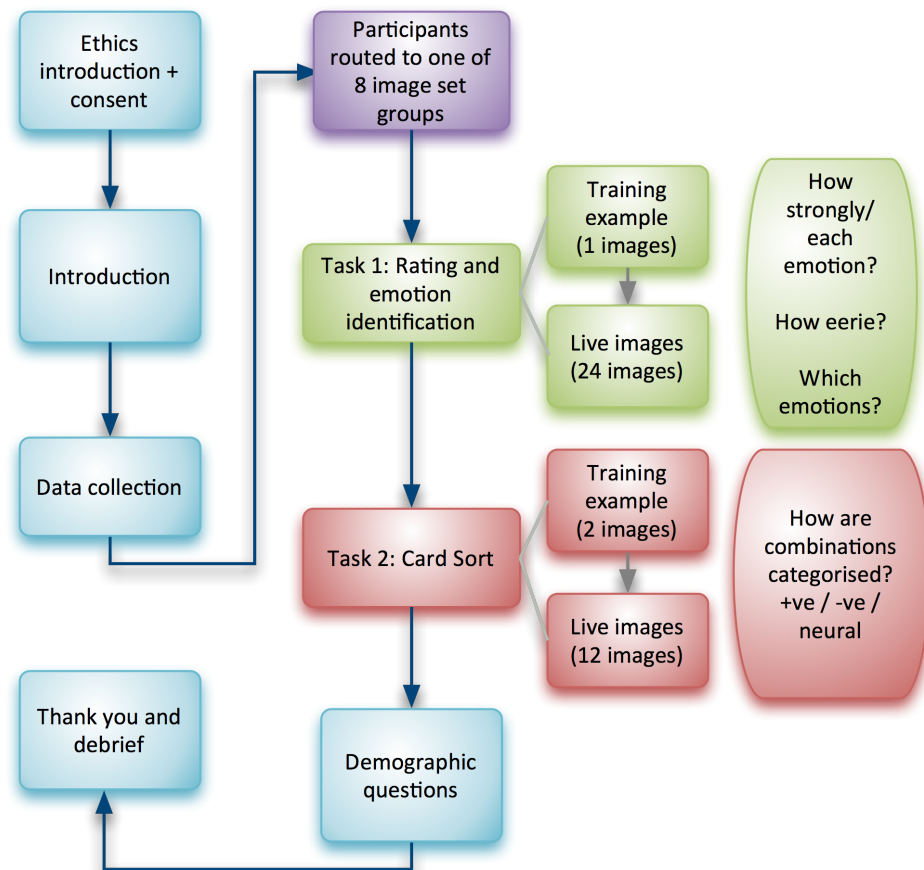 Ethics
introduction +
consent
Introduction
Data collection
Participants
routed to one of
8 image set
groups
Task 1: Rating and
emotion
identification
Training
example
(1 images)
Live images
(24 images)
How
strongly/
each
emotion?
How eerie?
Which
emotions?
Task 2: Card Sort
Training
example
(2 images)
Live images
(12 images)
How are
combinations
categorised?
+ve / -ve /
neural
Demographic
questions
Thank you and
debrief